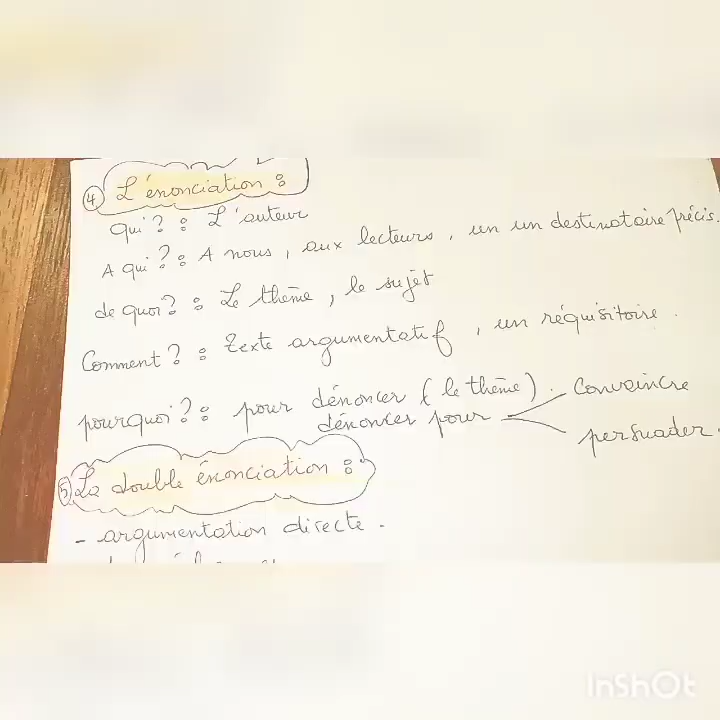 ④ L'énonciation :
qui ? : L'auteur
A qui ? : A nous, aux lecteurs, un un destinataire précis.
de quoi ? : Le thème, le sujet
Comment ? : Texte argumentatif, un réquisitoire.
pourquoi ? : pour dénoncer (le thème). Convaincre
dénoncer pour
persuader.
⑤ La double énonciation :
- argumentation directe.
InShOt